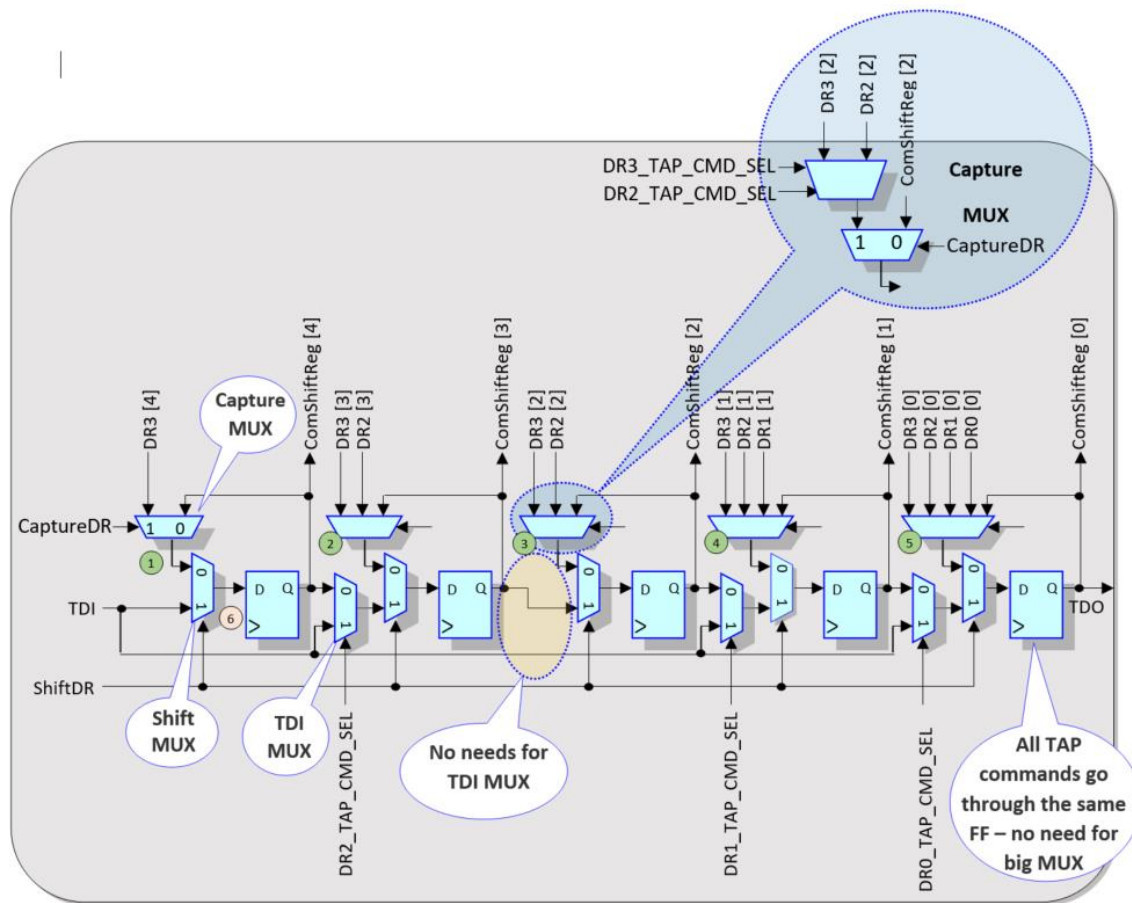 DR3 [2]
DR2 [2]
ComShiftReg [2]
DR3_TAP_CMD_SEL
DR2_TAP_CMD_SEL
Capture
MUX
1 0
CaptureDR
ComShiftReg [4]
ComShiftReg [3]
ComShiftReg [2]
ComShiftReg [1]
ComShiftReg [0]
Capture
MUX
DR3 [4]
DR3 [3]
DR2 [3]
DR3 [2]
DR2 [2]
DR3 [1]
DR2 [1]
DR1 [1]
DR3 [0]
DR2 [0]
DR1 [0]
DR0 [0]
CaptureDR
1 0
1
2
3
4
5
0
1
D Q
0
1
0
1
D Q
0
1
D Q
0
1
0
1
D Q
0
1
0
1
D Q
TDI
6
TDO
ShiftDR
Shift
MUX
TDI
MUX
DR2_TAP_CMD_SEL
No needs for
TDI MUX
DR1_TAP_CMD_SEL
DR0_TAP_CMD_SEL
All TAP
commands go
through the same
FF – no need for
big MUX